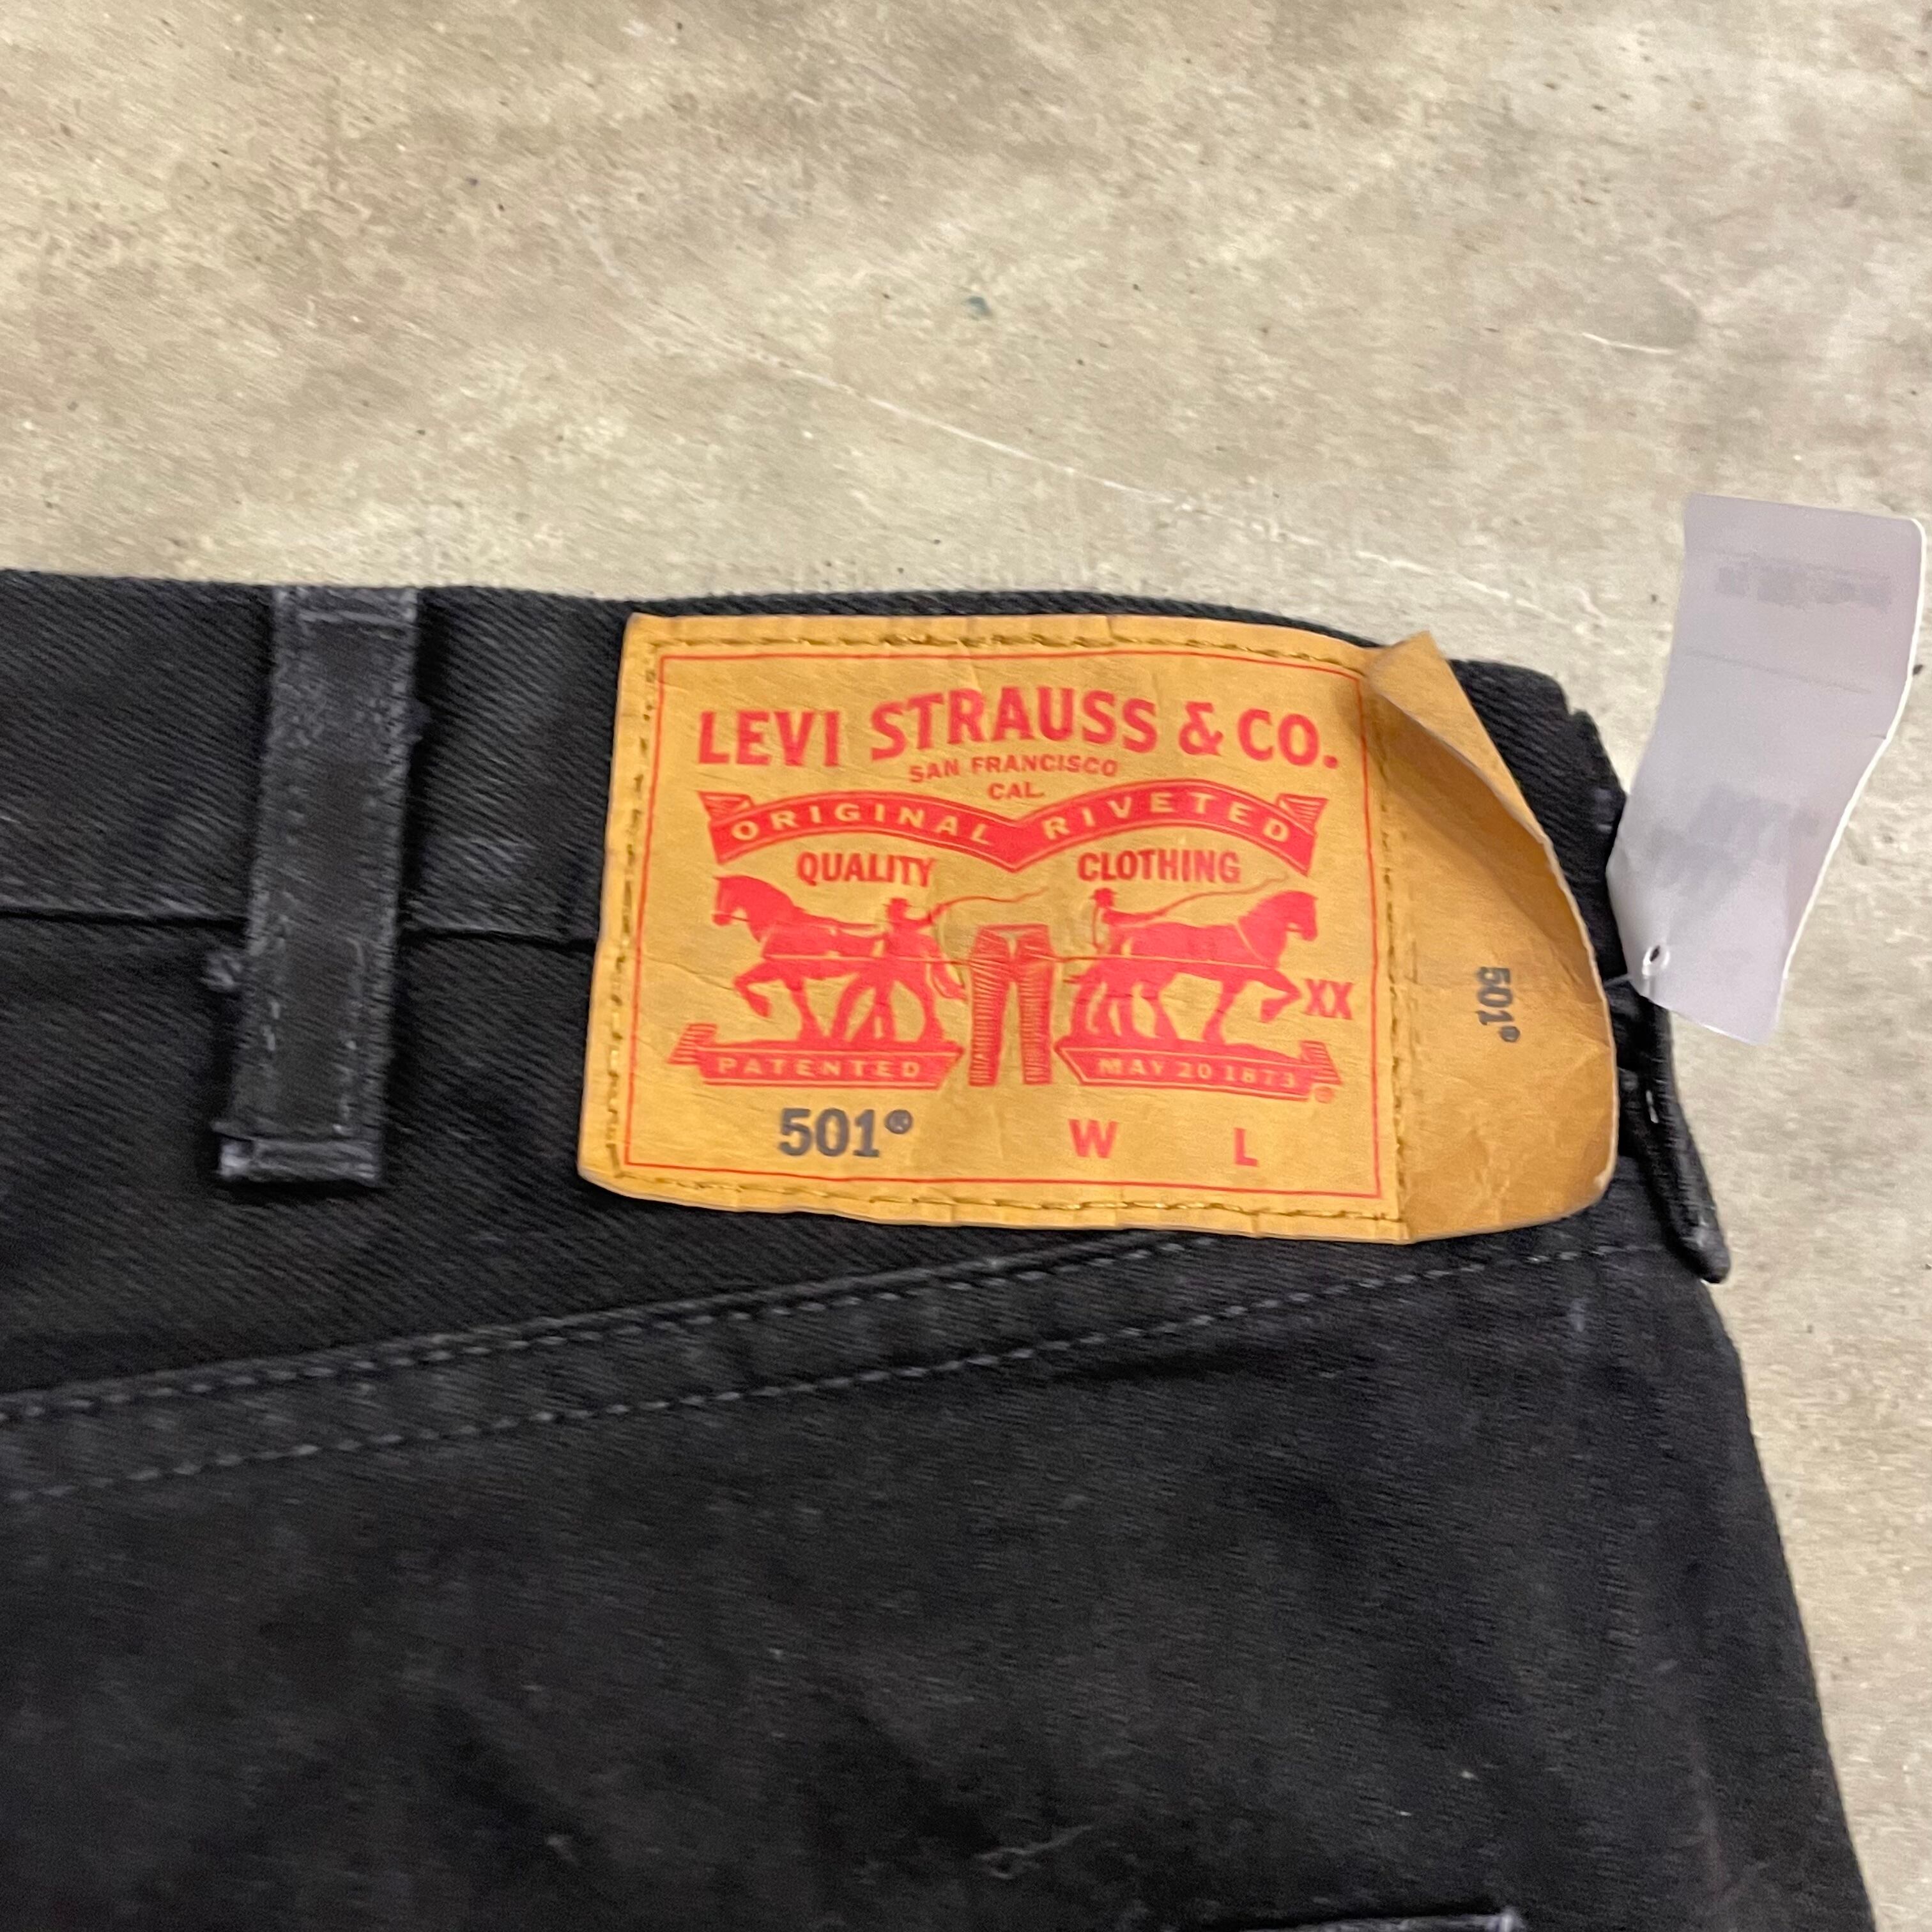 LEVI STRAUSS & CO.
SAN FRANCISCO
CAL.
ORIGINAL RIVETED
QUALITY CLOTHING
XX
PATENTED MAY 20 1873 ®
501® W L
501®